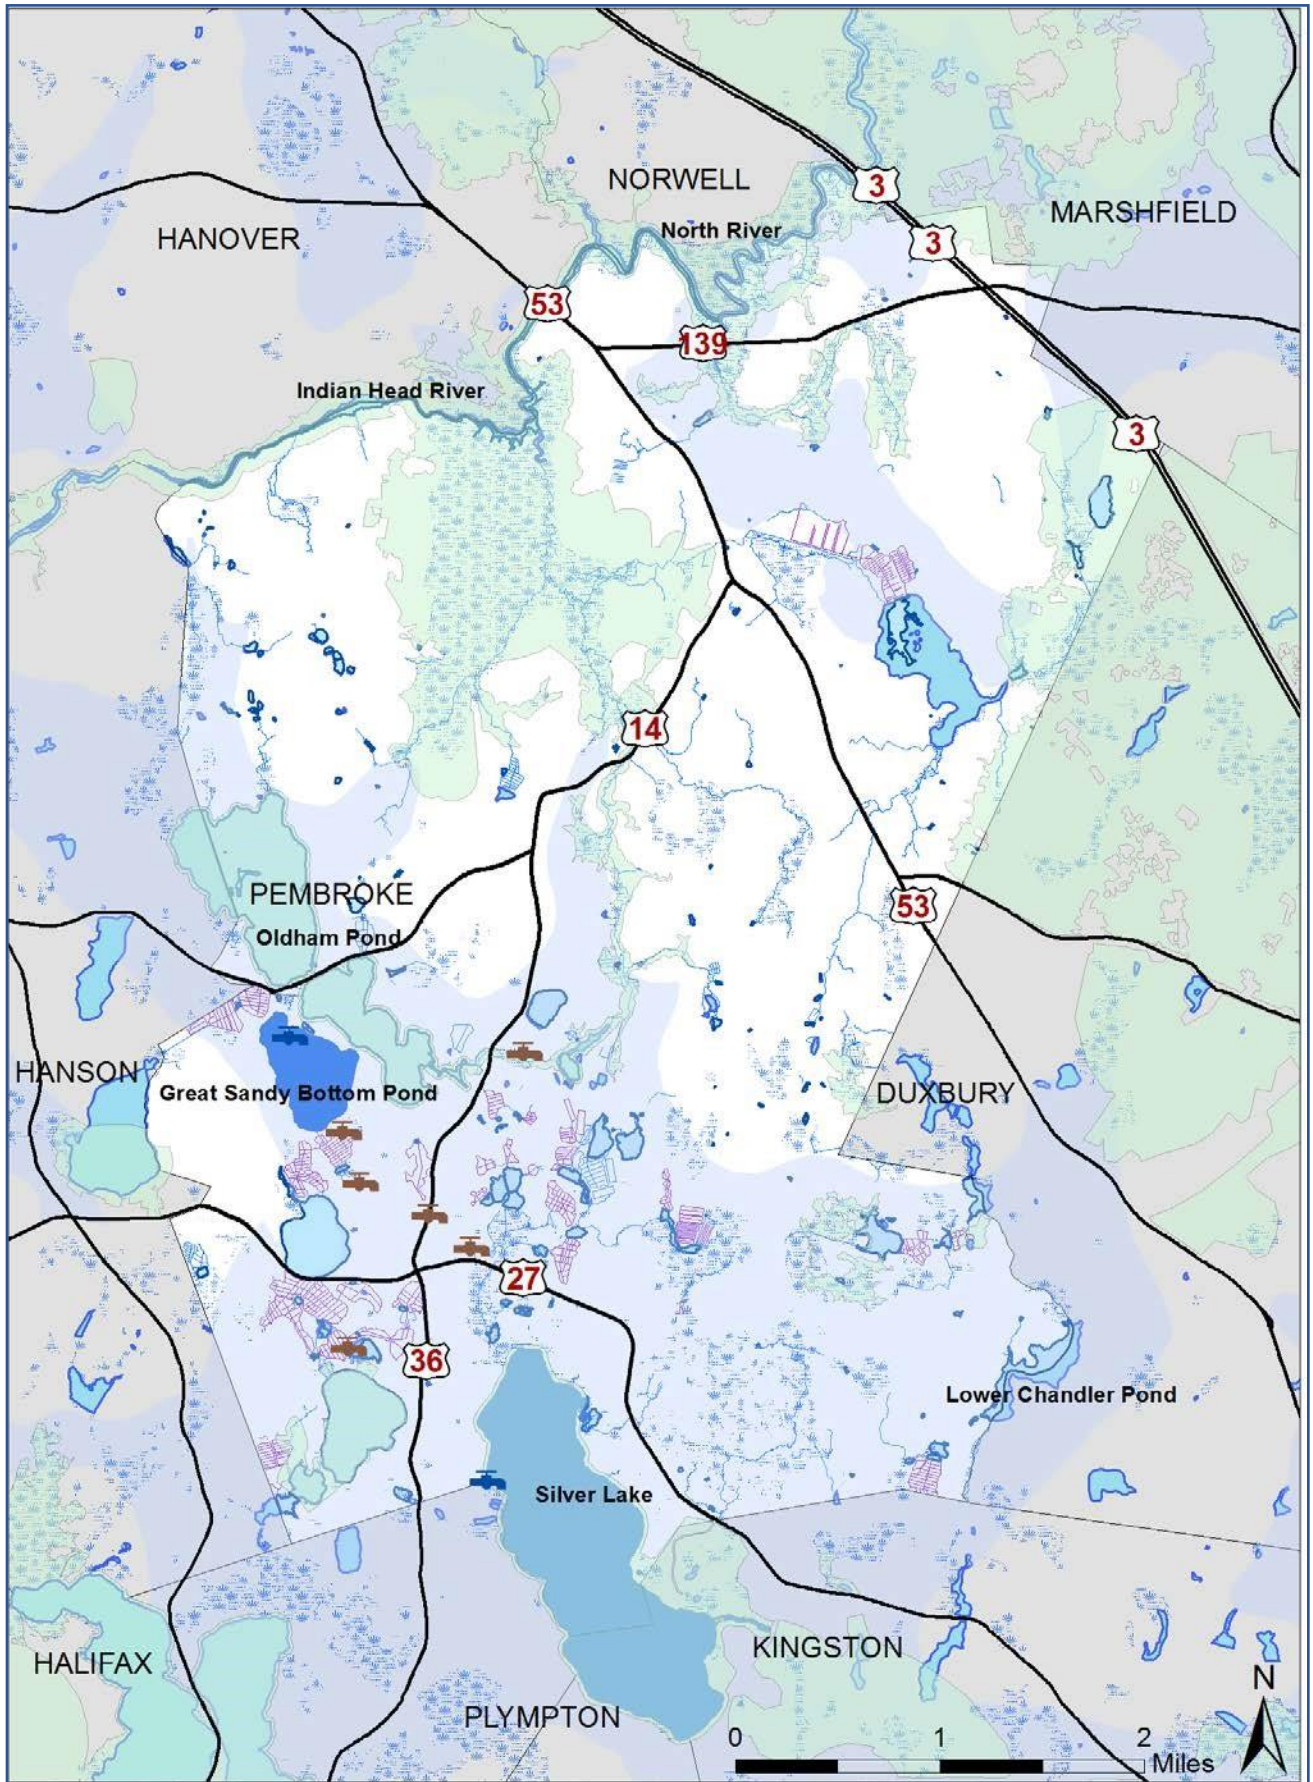 NORWELL
3
MARSHFIELD
HANOVER
North River
3
53
139
Indian Head River
3
14
PEMBROKE
53
Oldham Pond
HANSON
Great Sandy Bottom Pond
DUXBURY
27
36
Lower Chandler Pond
Silver Lake
KINGSTON
HALIFAX
N
PLYMPTON
0 1 2
Miles